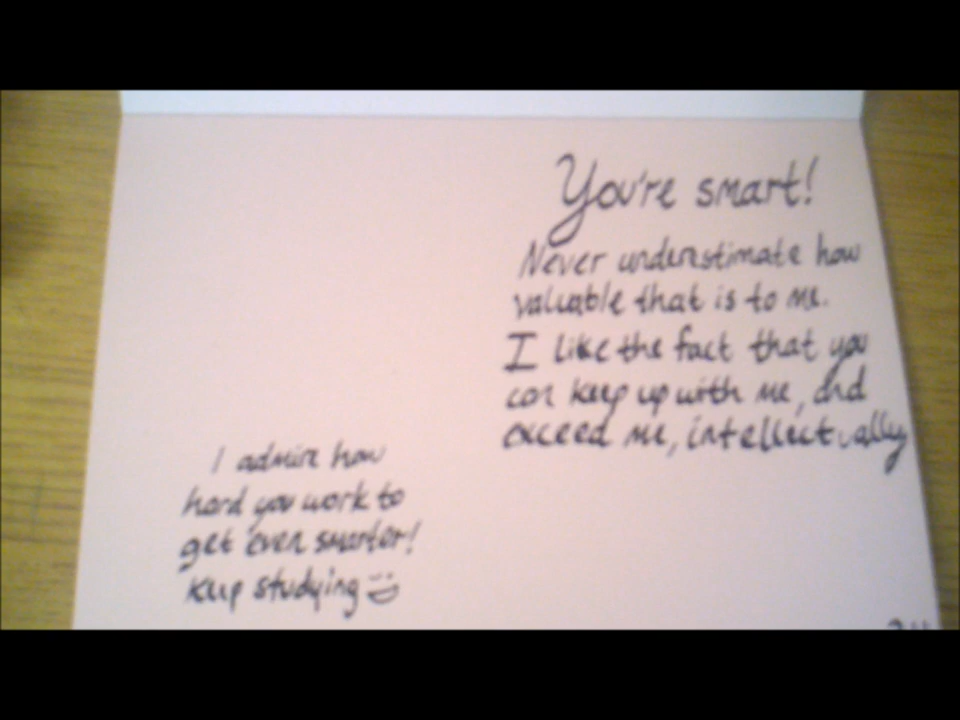 You're smart!
Never underestimate how
valuable that is to me.
I like the fact that you
can keep up with me, and
exceed me, intellectually
I admire how
hard you work to
get even smarter!
Keep studying